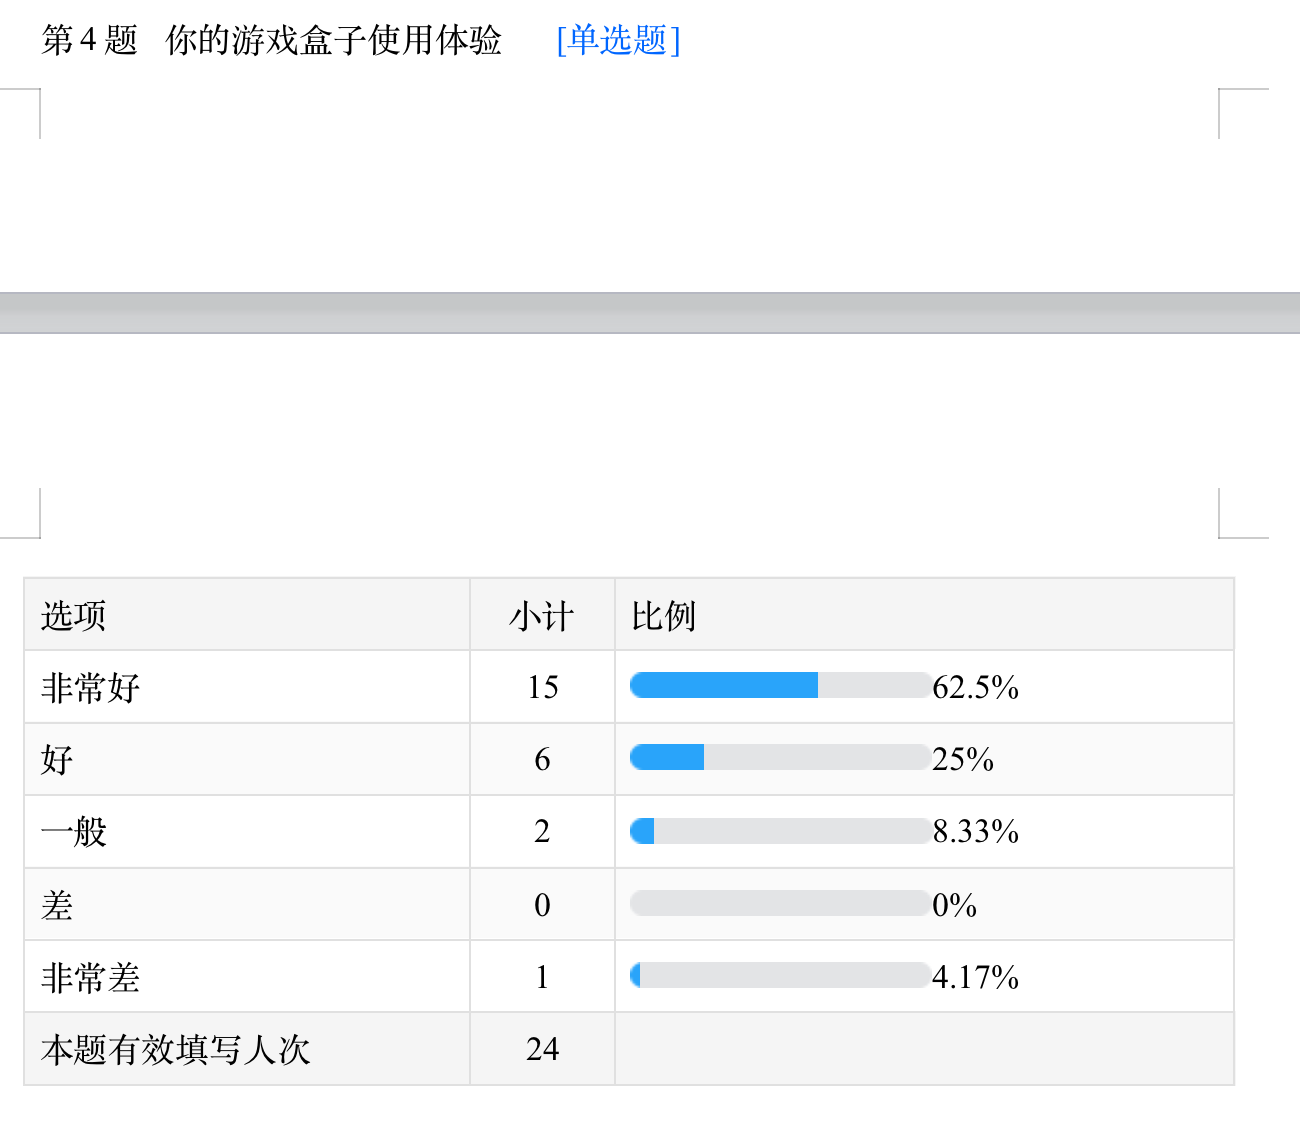 第 4 题 你的游戏盒子使用体验 [单选题]
选项 小计 比例
非常好 15 62.5%
好 6 25%
一般 2 8.33%
差 0 0%
非常差 1 4.17%
本题有效填写人次 24